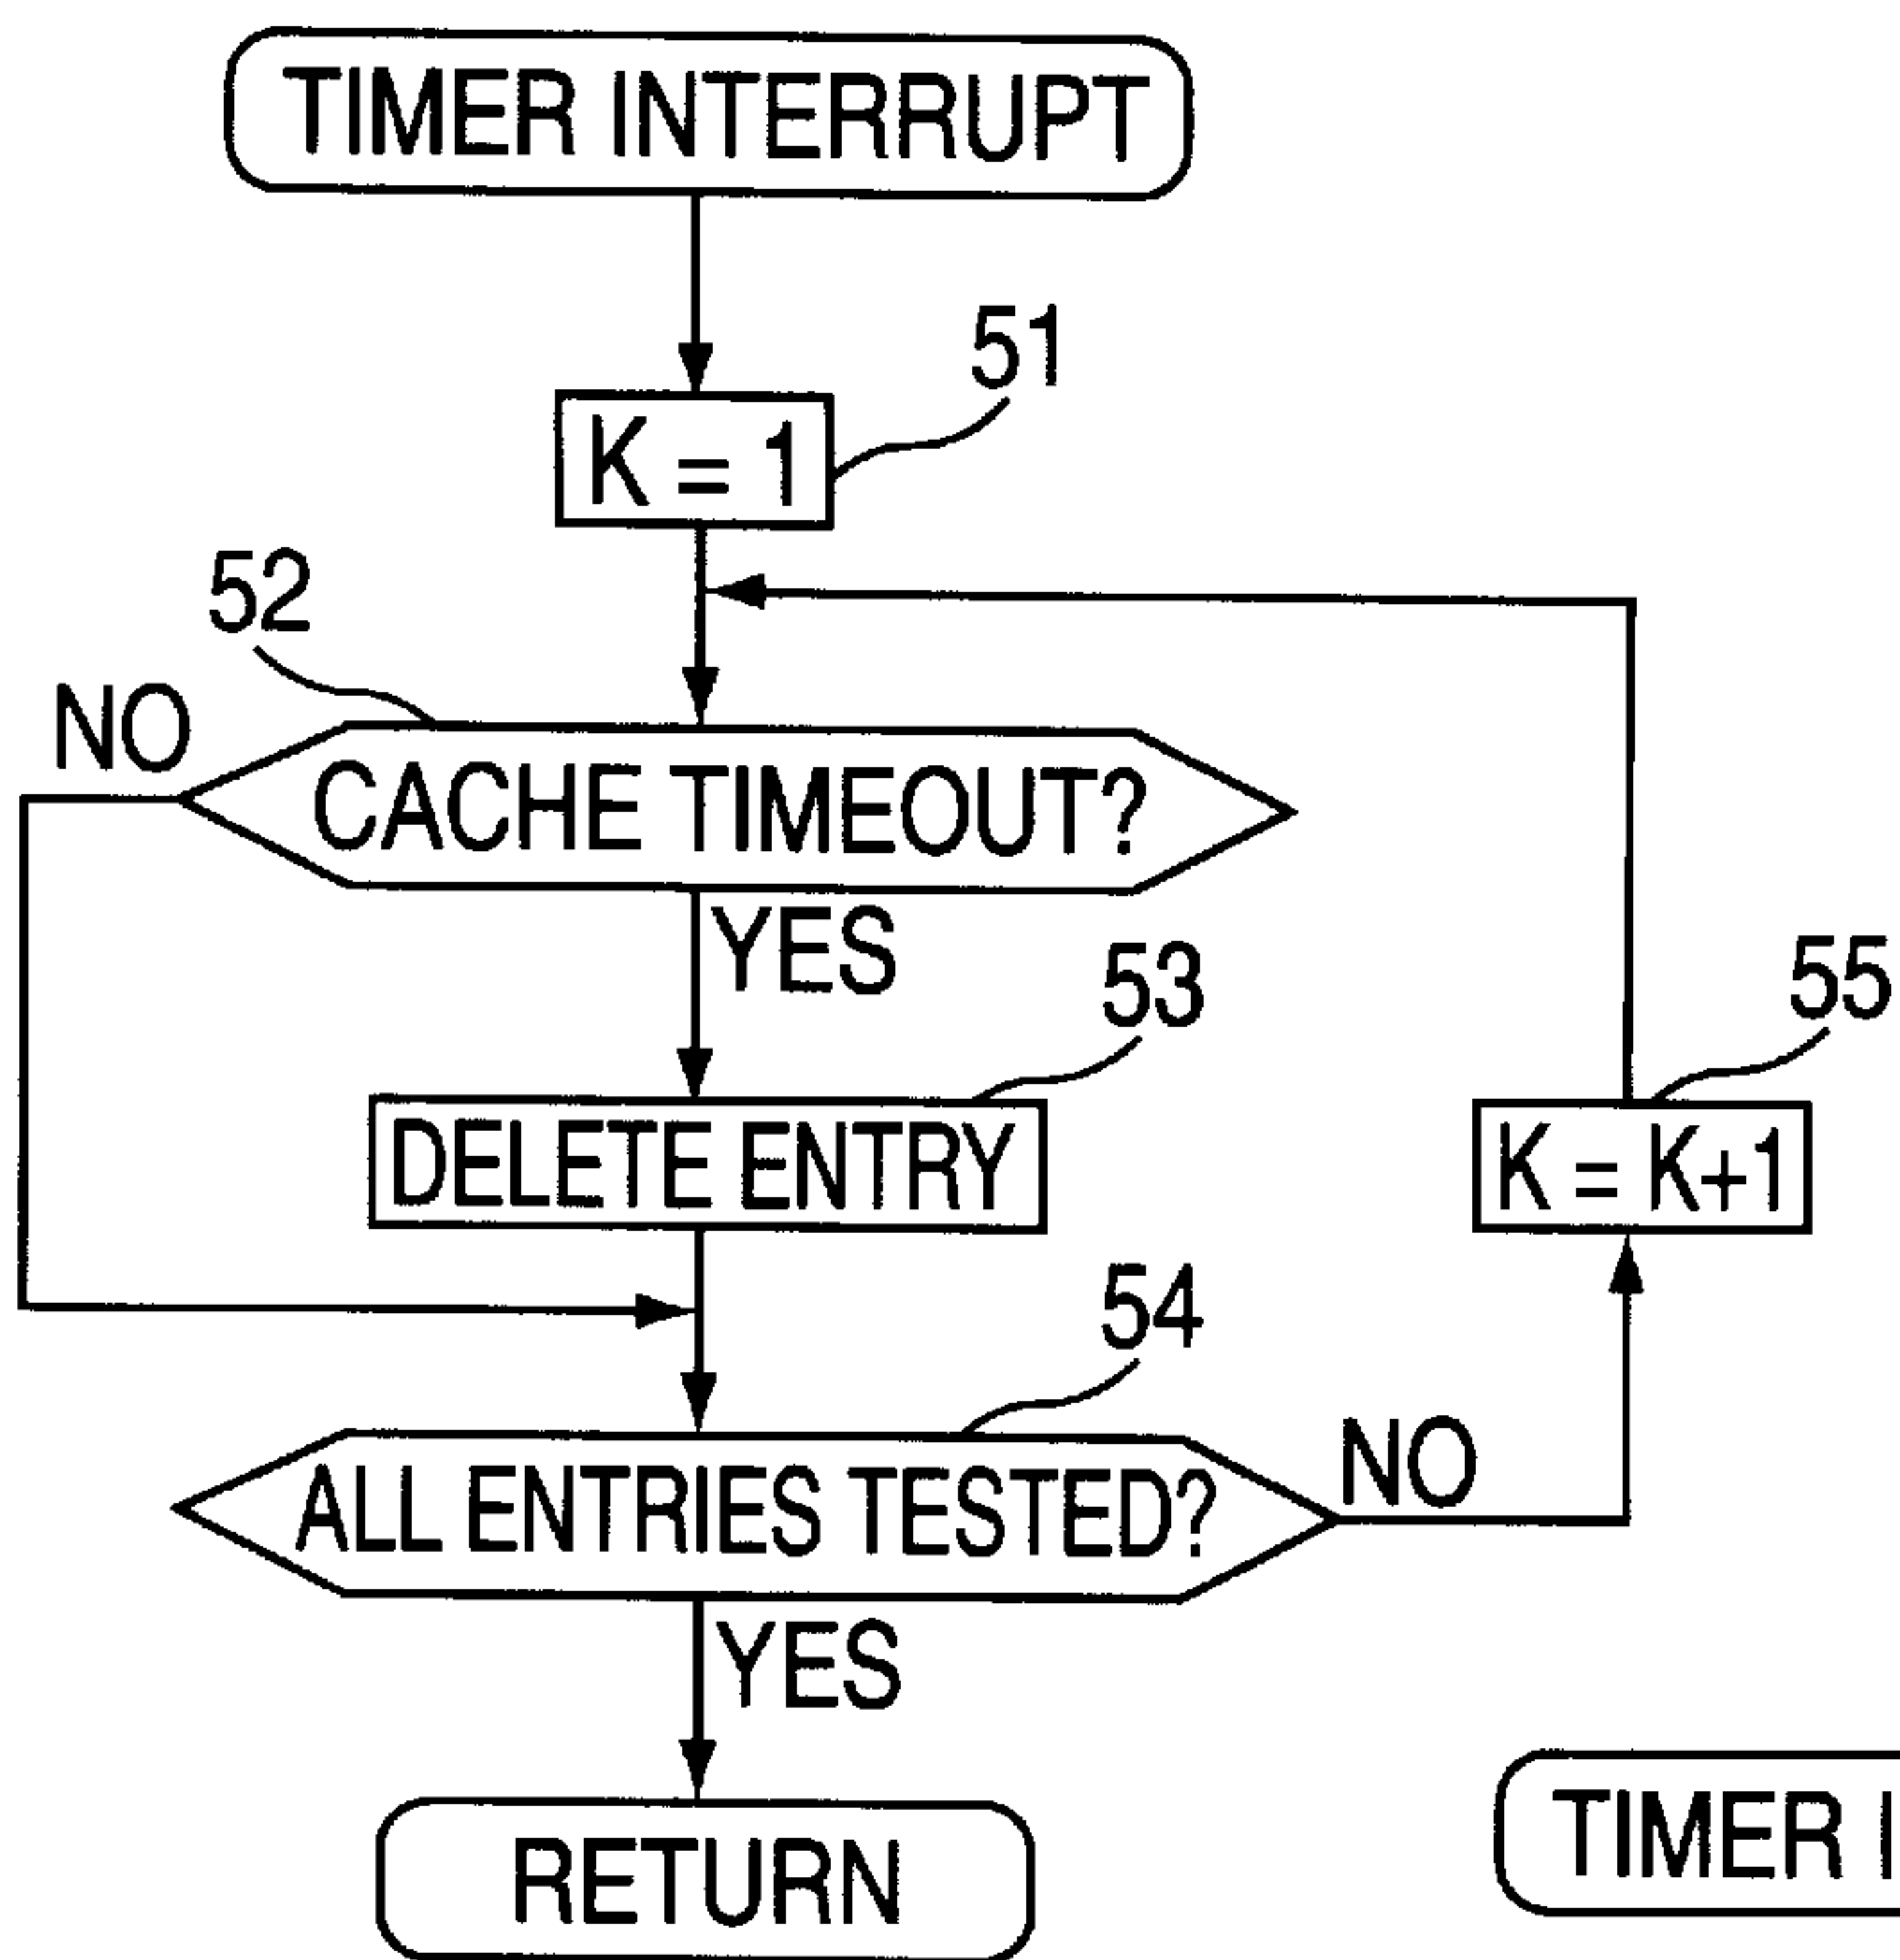 TIMER INTERRUPT
51
K = 1
52
NO
CACHE TIMEOUT?
YES
53
55
DELETE ENTRY
K = K+1
54
NO
ALL ENTRIES TESTED?
YES
RETURN
TIMER I